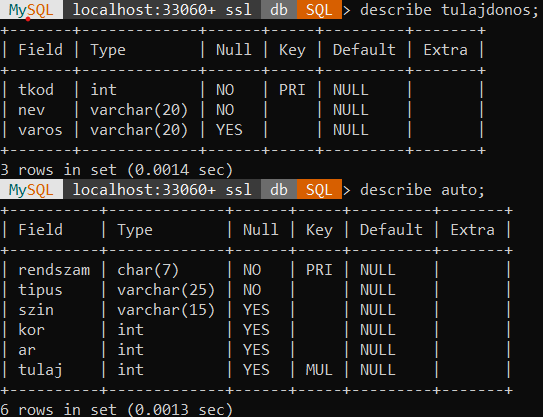 MySQL localhost:33060+ ssl db SQL > describe tulajdonos;
+-------+-------------+------+-----+---------+-------+
| Field | Type        | Null | Key | Default | Extra |
+-------+-------------+------+-----+---------+-------+
| tkod  | int         | NO   | PRI | NULL    |       |
| nev   | varchar(20) | NO   |     | NULL    |       |
| varos | varchar(20) | YES  |     | NULL    |       |
+-------+-------------+------+-----+---------+-------+
3 rows in set (0.0014 sec)
MySQL localhost:33060+ ssl db SQL > describe auto;
+----------+-------------+------+-----+---------+-------+
| Field    | Type        | Null | Key | Default | Extra |
+----------+-------------+------+-----+---------+-------+
| rendszam | char(7)     | NO   | PRI | NULL    |       |
| tipus    | varchar(25) | NO   |     | NULL    |       |
| szin     | varchar(15) | YES  |     | NULL    |       |
| kor      | int         | YES  |     | NULL    |       |
| ar       | int         | YES  |     | NULL    |       |
| tulaj    | int         | YES  | MUL | NULL    |       |
+----------+-------------+------+-----+---------+-------+
6 rows in set (0.0013 sec)